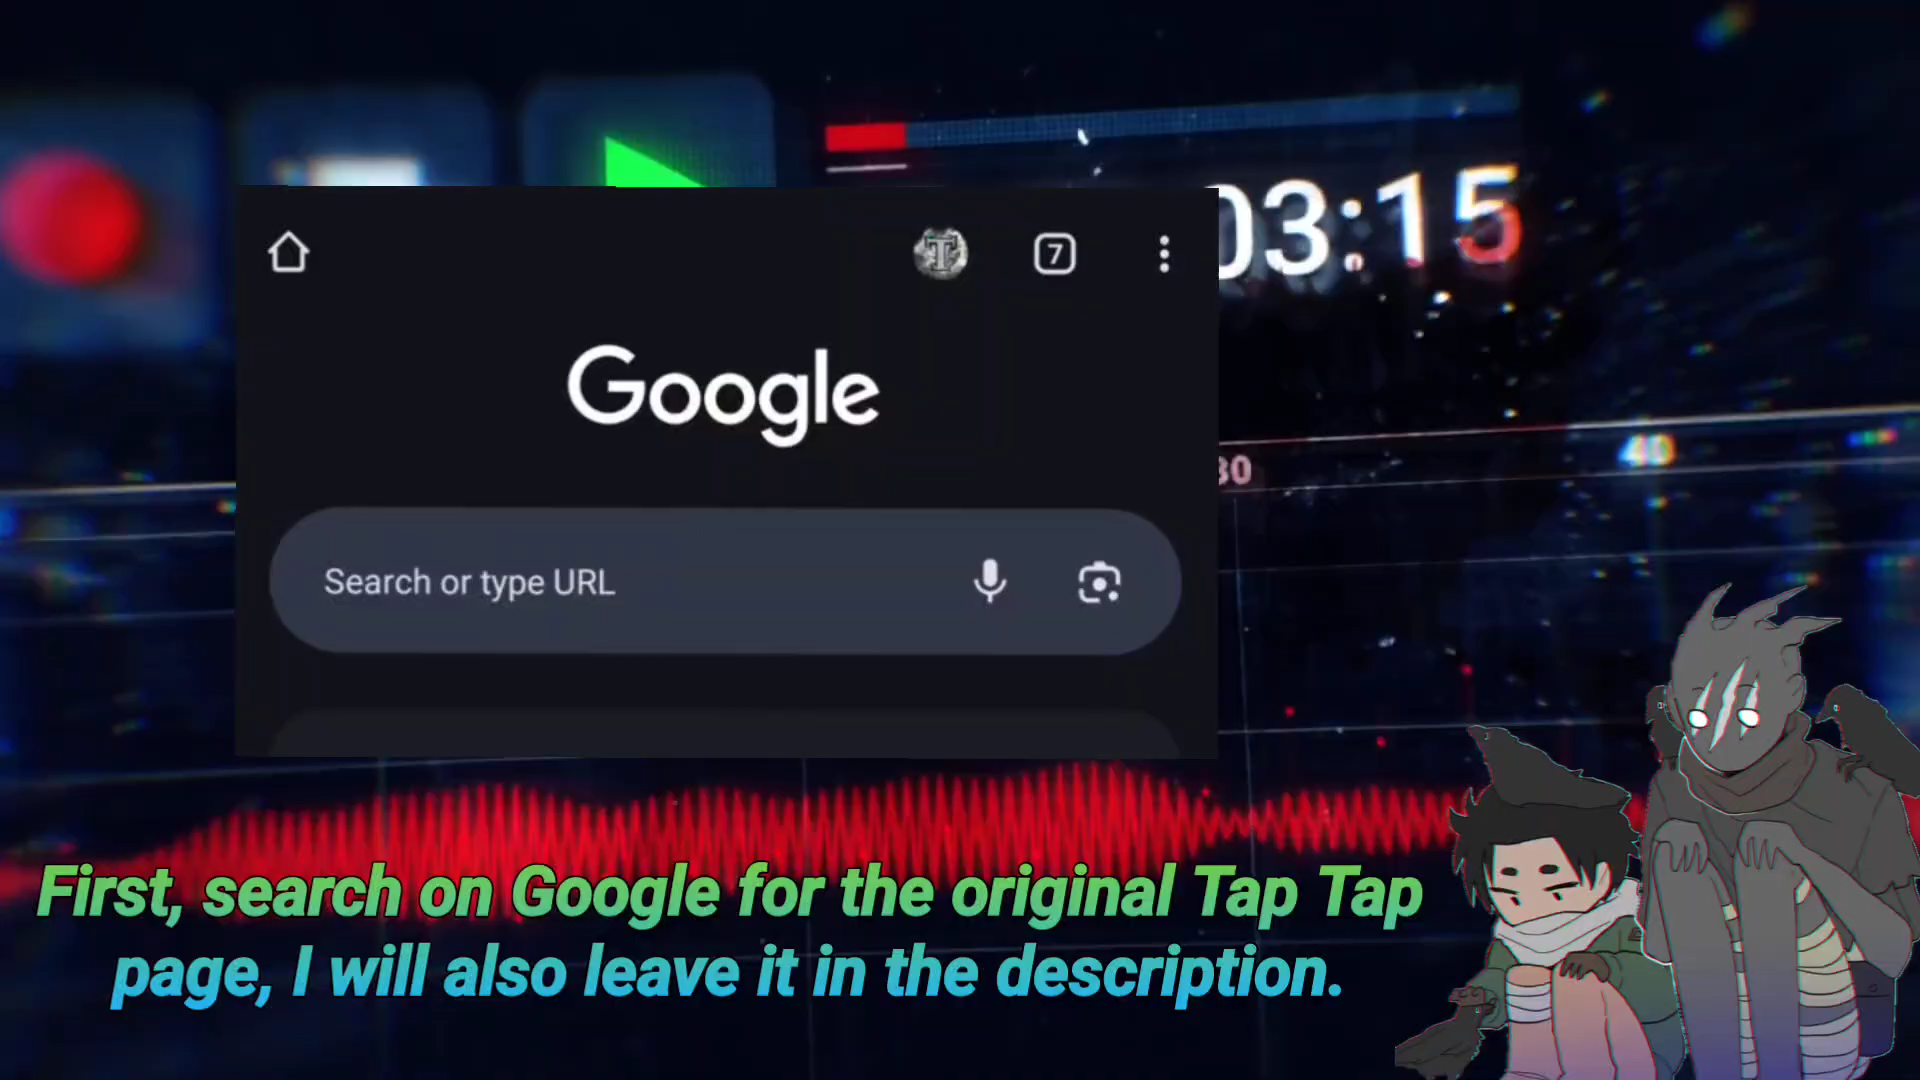 03:15
T
7
Google
30
40
Search or type URL
First, search on Google for the original Tap Tap
page, I will also leave it in the description.